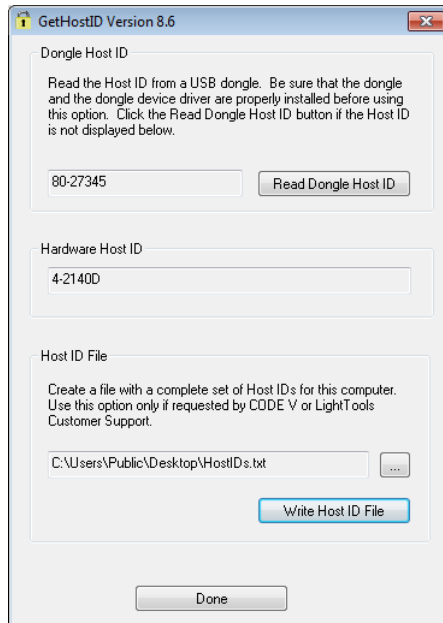 GetHostID Version 8.6
Dongle Host ID
Read the Host ID from a USB dongle. Be sure that the dongle
and the dongle device driver are properly installed before using
this option. Click the Read Dongle Host ID button if the Host ID
is not displayed below.
80-27345
Read Dongle Host ID
Hardware Host ID
4-2140D
Host ID File
Create a file with a complete set of Host IDs for this computer.
Use this option only if requested by CODE V or LightTools
Customer Support.
C:\Users\Public\Desktop\HostIDs.txt
...
Write Host ID File
Done